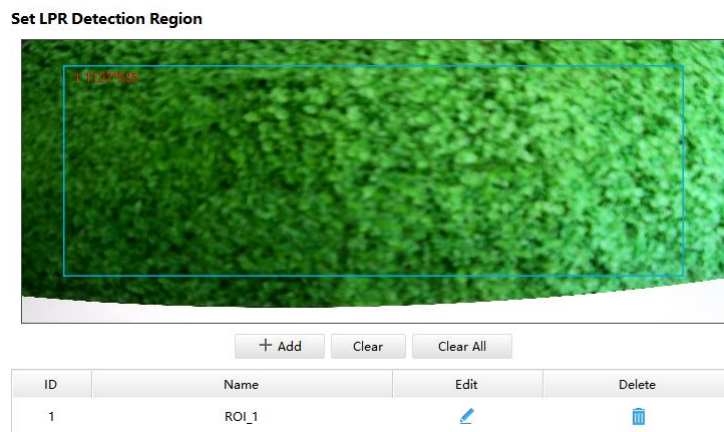 Set LPR Detection Region
+ Add Clear Clear All
ID Name Edit Delete
1 ROI_1